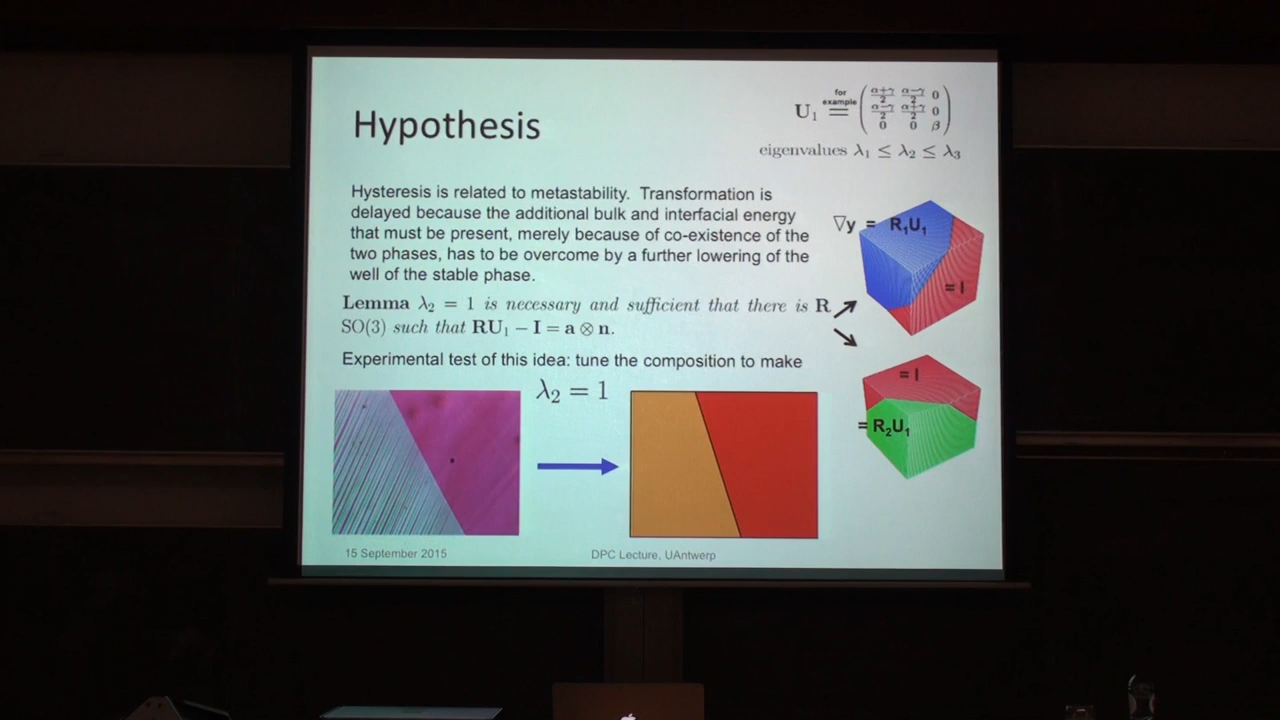 Hypothesis
U₁ for example = ( (α+γ)/2 (α−γ)/2 0
(α−γ)/2 (α+γ)/2 0
0 0 β )
eigenvalues λ₁ ≤ λ₂ ≤ λ₃
Hysteresis is related to metastability. Transformation is
delayed because the additional bulk and interfacial energy
that must be present, merely because of co-existence of the
two phases, has to be overcome by a further lowering of the
well of the stable phase.
∇y = R₁U₁
= I
Lemma λ₂ = 1 is necessary and sufficient that there is R
SO(3) such that RU₁ − I = a ⊗ n.
Experimental test of this idea: tune the composition to make
λ₂ = 1
= I
= R₂U₁
15 September 2015
DPC Lecture, UAntwerp